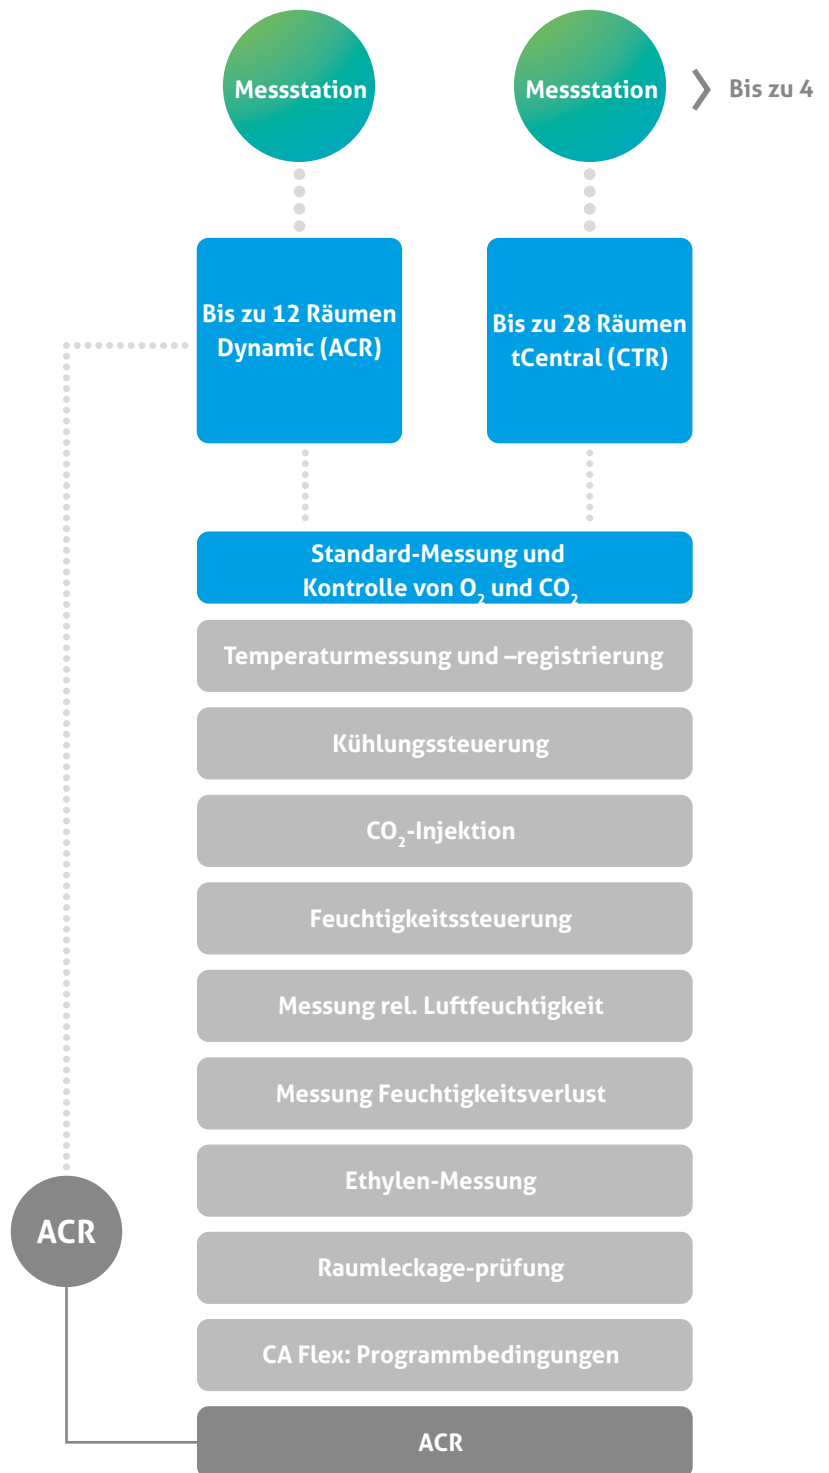 Messstation
Messstation
Bis zu 4
Bis zu 12 Räumen
Dynamic (ACR)
Bis zu 28 Räumen
tCentral (CTR)
Standard-Messung und
Kontrolle von O₂ und CO₂
Temperaturmessung und –registrierung
Kühlungssteuerung
CO₂-Injektion
Feuchtigkeitssteuerung
Messung rel. Luftfeuchtigkeit
Messung Feuchtigkeitsverlust
Ethylen-Messung
ACR
Raumleckage-prüfung
CA Flex: Programmbedingungen
ACR